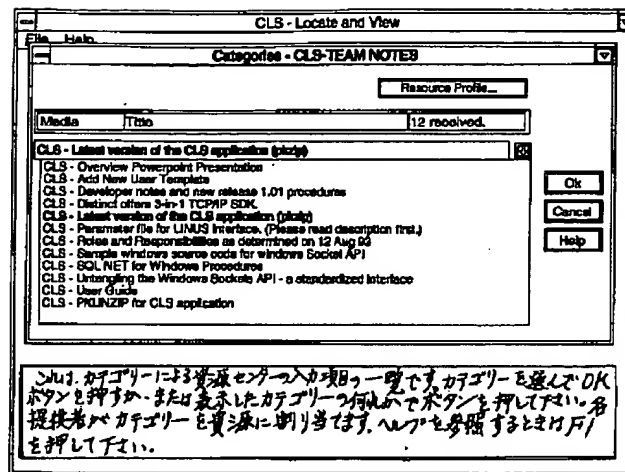 CLS - Locate and View
File Help
Categories - CLS-TEAM NOTES
Resource Profile...
Media Title 12 received.
CLS - Latest version of the CLS application (pkzip)
CLS - Overview Powerpoint Presentation
CLS - Add New User Template
CLS - Developer notes and new release 1.01 procedures
CLS - Distinct offers 3-in-1 TCP/IP SDK.
CLS - Latest version of the CLS application (pkzip)
CLS - Parameter file for LINUS Interface. (Please read description first.)
CLS - Roles and Responsibilities as determined on 12 Aug 93
CLS - Sample windows source code for windows Socket API
CLS - SQL NET for Windows Procedures
CLS - Untangling the Windows Sockets API - a standardized interface
CLS - User Guide
CLS - PKUNZIP for CLS application
Ok
Cancel
Help
これは、カテゴリーによる資源センターの入力項目の一覧です。カテゴリーを選んでOK
ボタンを押すか、または表示したカテゴリーの何れかでボタンを押して下さい。各
提供者がカテゴリーを資源に割り当てます。ヘルプを参照するときはF1
を押して下さい。